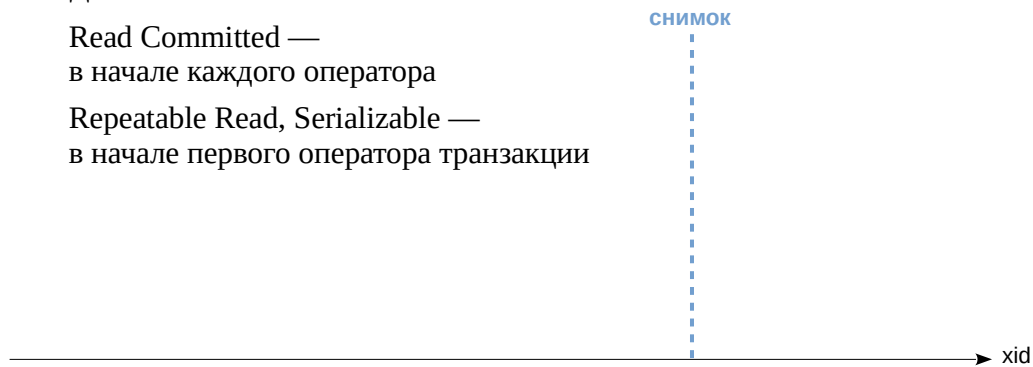 снимок
Read Committed —
в начале каждого оператора
Repeatable Read, Serializable —
в начале первого оператора транзакции
xid